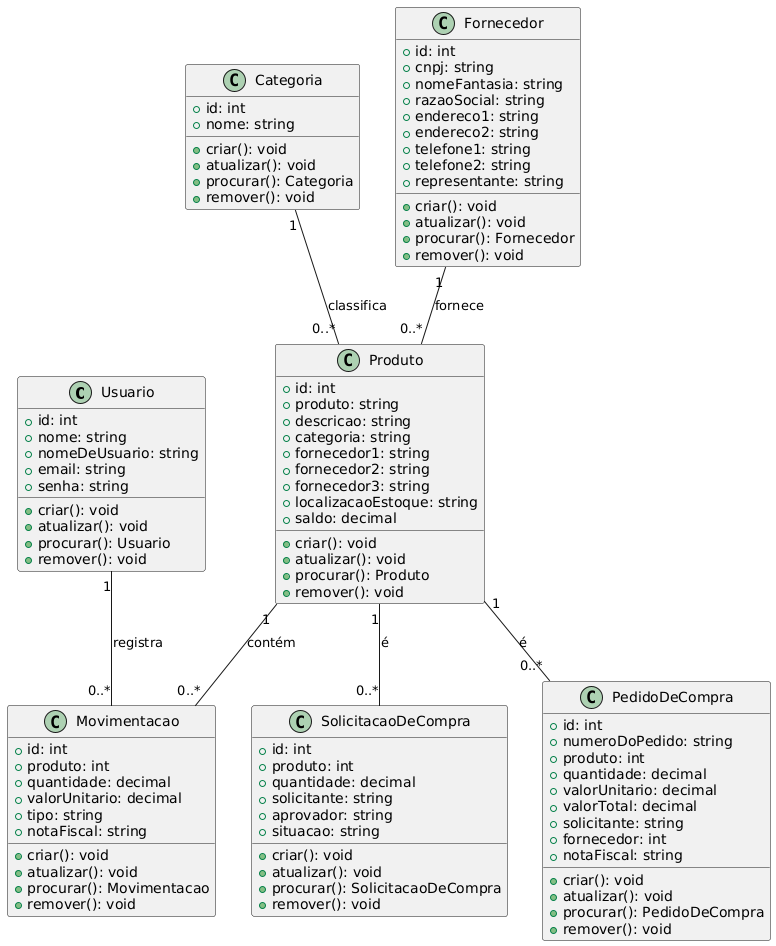 C Fornecedor
id: int
cnpj: string
nomeFantasia: string
razaoSocial: string
endereco1: string
endereco2: string
telefone1: string
telefone2: string
representante: string
criar(): void
atualizar(): void
procurar(): Fornecedor
remover(): void
C Categoria
id: int
nome: string
criar(): void
atualizar(): void
procurar(): Categoria
remover(): void
1
classifica
0..*
1
fornece
0..*
C Usuario
id: int
nome: string
nomeDeUsuario: string
email: string
senha: string
criar(): void
atualizar(): void
procurar(): Usuario
remover(): void
C Produto
id: int
produto: string
descricao: string
categoria: string
fornecedor1: string
fornecedor2: string
fornecedor3: string
localizacaoEstoque: string
saldo: decimal
criar(): void
atualizar(): void
procurar(): Produto
remover(): void
1
registra
0..*
1
contém
0..*
1
é
0..*
1
é
0..*
C Movimentacao
id: int
produto: int
quantidade: decimal
valorUnitario: decimal
tipo: string
notaFiscal: string
criar(): void
atualizar(): void
procurar(): Movimentacao
remover(): void
C SolicitacaoDeCompra
id: int
produto: int
quantidade: decimal
solicitante: string
aprovador: string
situacao: string
criar(): void
atualizar(): void
procurar(): SolicitacaoDeCompra
remover(): void
C PedidoDeCompra
id: int
numeroDoPedido: string
produto: int
quantidade: decimal
valorUnitario: decimal
valorTotal: decimal
solicitante: string
fornecedor: int
notaFiscal: string
criar(): void
atualizar(): void
procurar(): PedidoDeCompra
remover(): void